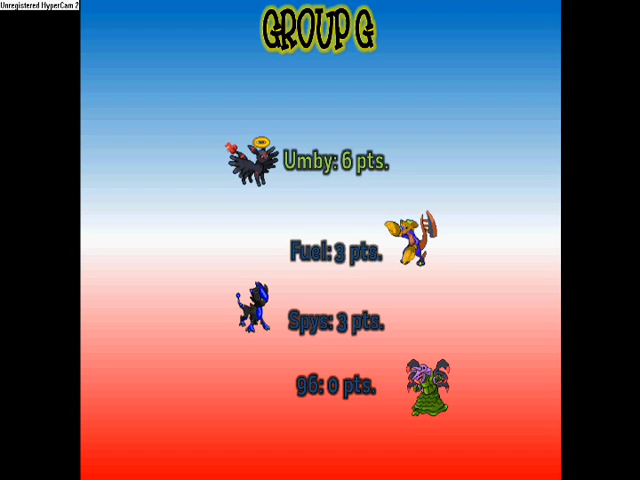 Unregistered HyperCam 2
GROUP G
Umby: 6 pts.
Fuel: 3 pts.
Spys: 3 pts.
96: 0 pts.